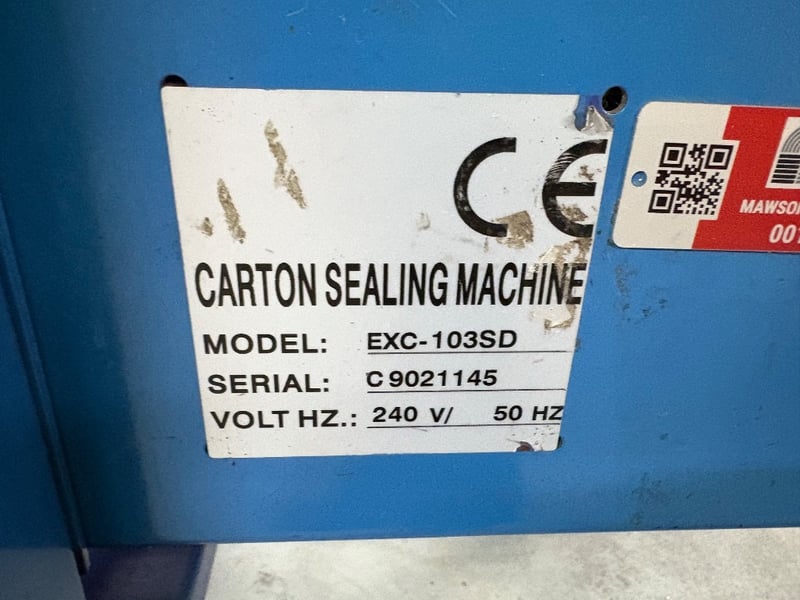 CE
CARTON SEALING MACHINE
MODEL: EXC-103SD
SERIAL: C9021145
VOLT HZ.: 240 V/ 50 HZ